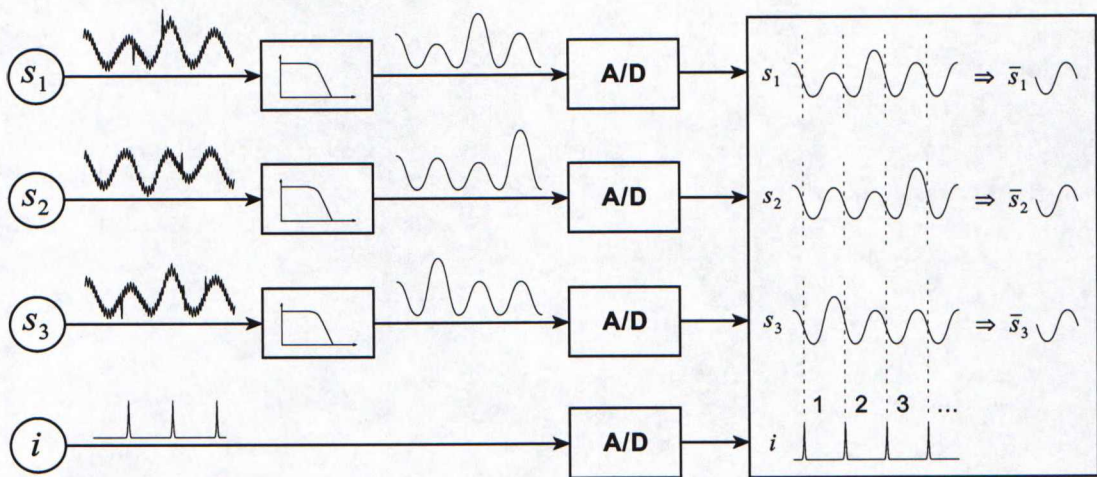 s₁ A/D s₁ ⇒ s̄₁
s₂ A/D s₂ ⇒ s̄₂
s₃ A/D s₃ ⇒ s̄₃
1 2 3 ...
i A/D i